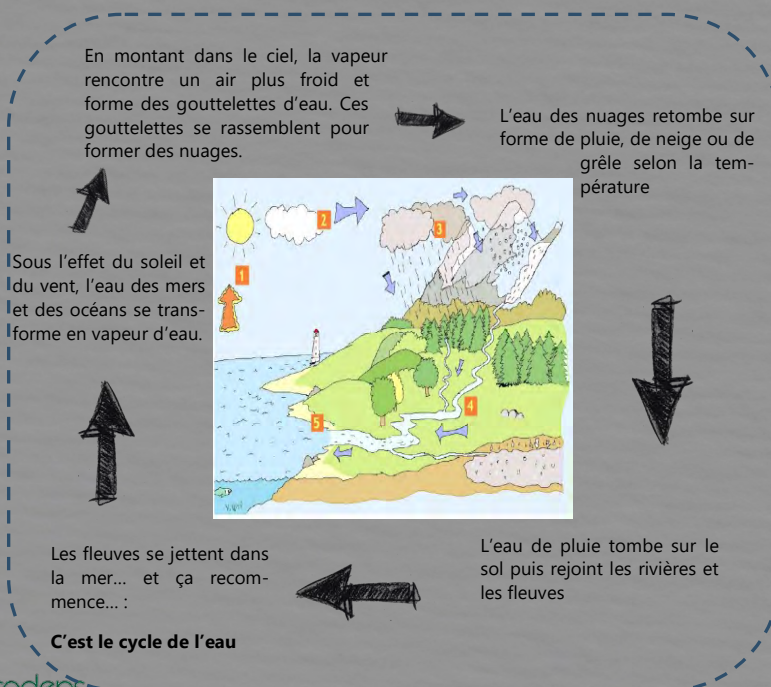 En montant dans le ciel, la vapeur
rencontre un air plus froid et
forme des gouttelettes d'eau. Ces
gouttelettes se rassemblent pour
former des nuages.
L'eau des nuages retombe sur
forme de pluie, de neige ou de
grêle selon la tem-
pérature
Sous l'effet du soleil et
du vent, l'eau des mers
et des océans se trans-
forme en vapeur d'eau.
1
2
3
4
5
L'eau de pluie tombe sur le
sol puis rejoint les rivières et
les fleuves
Les fleuves se jettent dans
la mer... et ça recom-
mence... :
C'est le cycle de l'eau